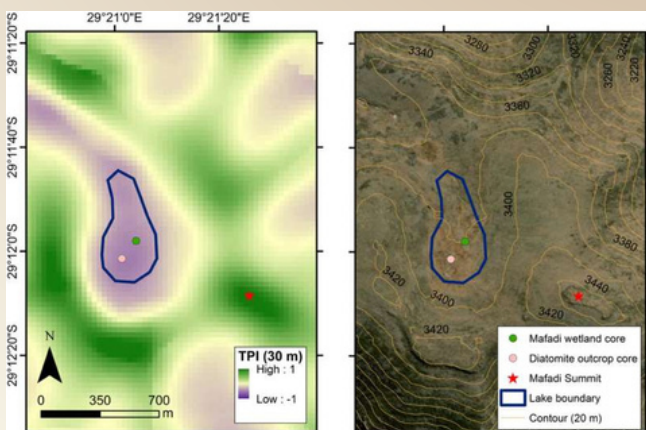 29°21'0"E
29°21'20"E
29°11'20"S
29°11'40"S
29°12'0"S
29°12'20"S
N
0
350
700
m
TPI (30 m)
High : 1
Low : -1
3340
3280
3300
3320
3320
3240
3260
3220
3360
3400
3380
3420
3400
3440
3420
3420
Mafadi wetland core
Diatomite outcrop core
Mafadi Summit
Lake boundary
Contour (20 m)